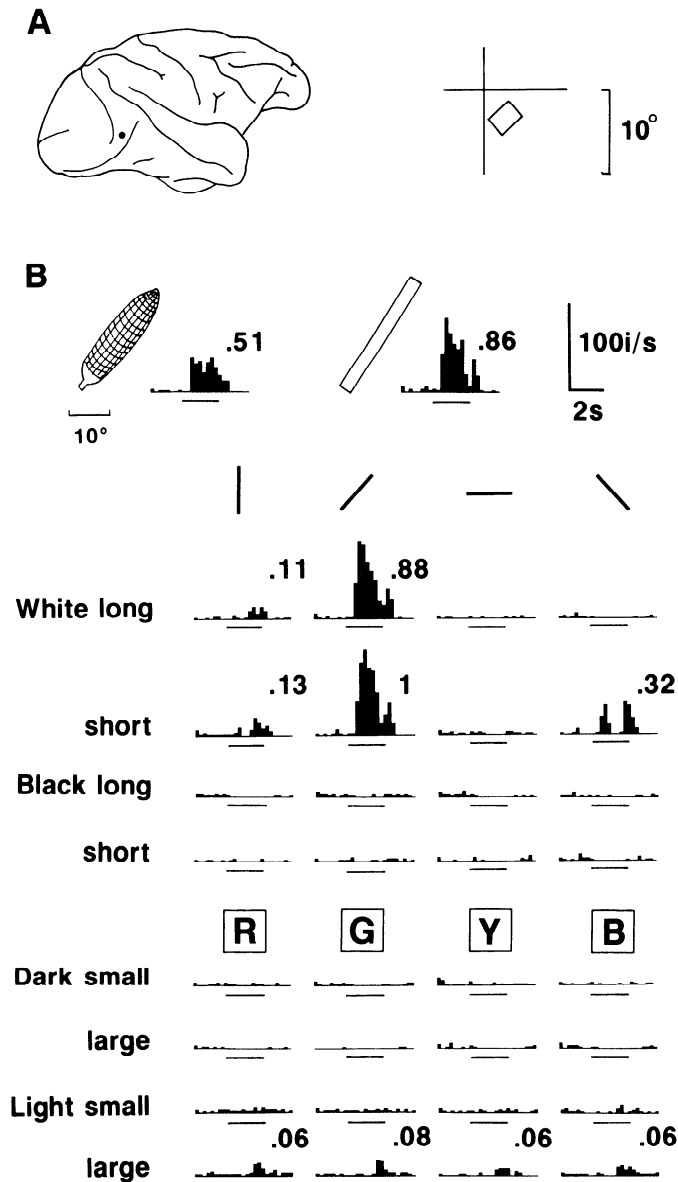 A
10°
B
.51
.86
100i/s
10°
2s
.11
.88
White long
.13
1
.32
short
Black long
short
R G Y B
Dark small
large
Light small
.06 .08 .06 .06
large